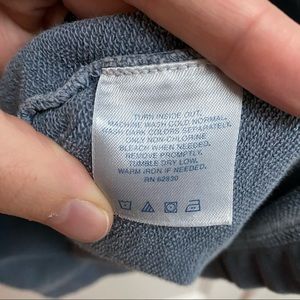 TURN INSIDE OUT.
MACHINE WASH COLD, NORMAL.
WASH DARK COLORS SEPARATELY.
ONLY NON-CHLORINE
BLEACH WHEN NEEDED.
REMOVE PROMPTLY.
TUMBLE DRY LOW.
WARM IRON IF NEEDED.
RN 62830